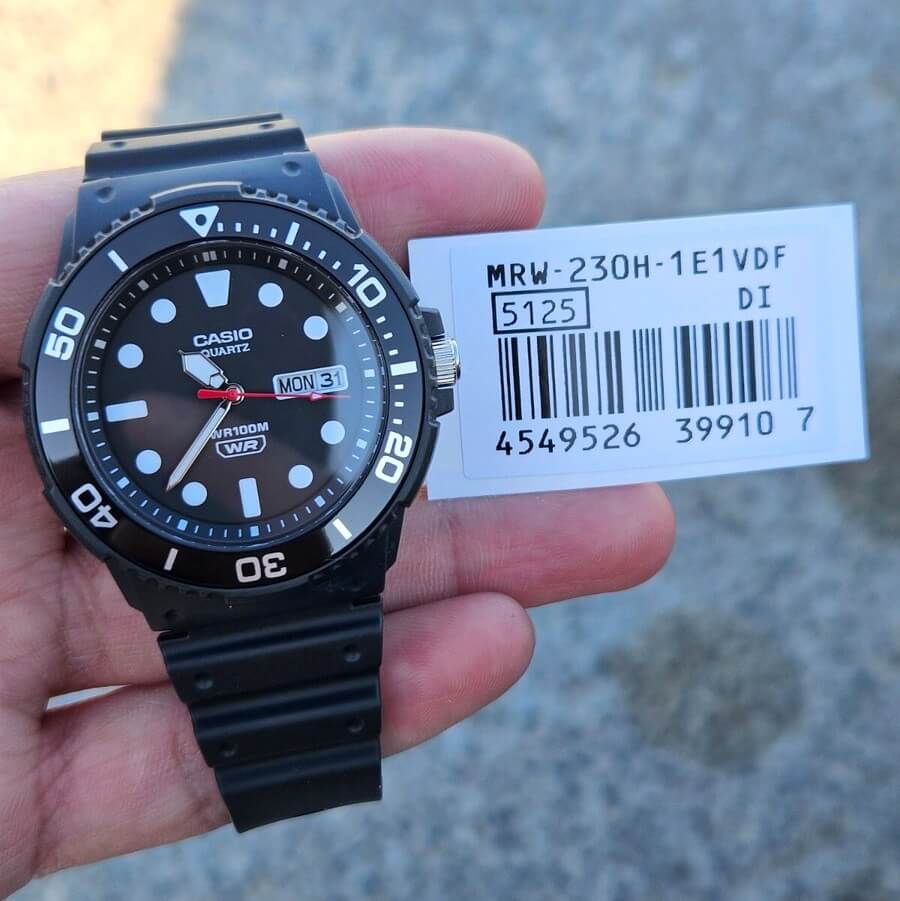 10
20
30
40
50
CASIO
QUARTZ
MON 31
WR100M
WR
MRW-230H-1E1VDF
5125 DI
4549526 39910 7